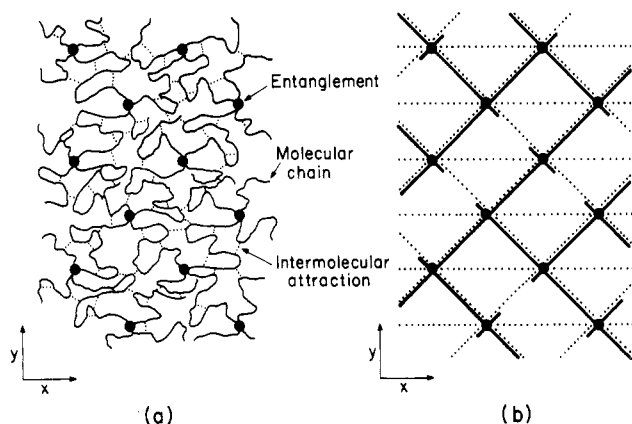 Entanglement
Molecular
chain
Intermolecular
attraction
y
x
y
x
(a)
(b)